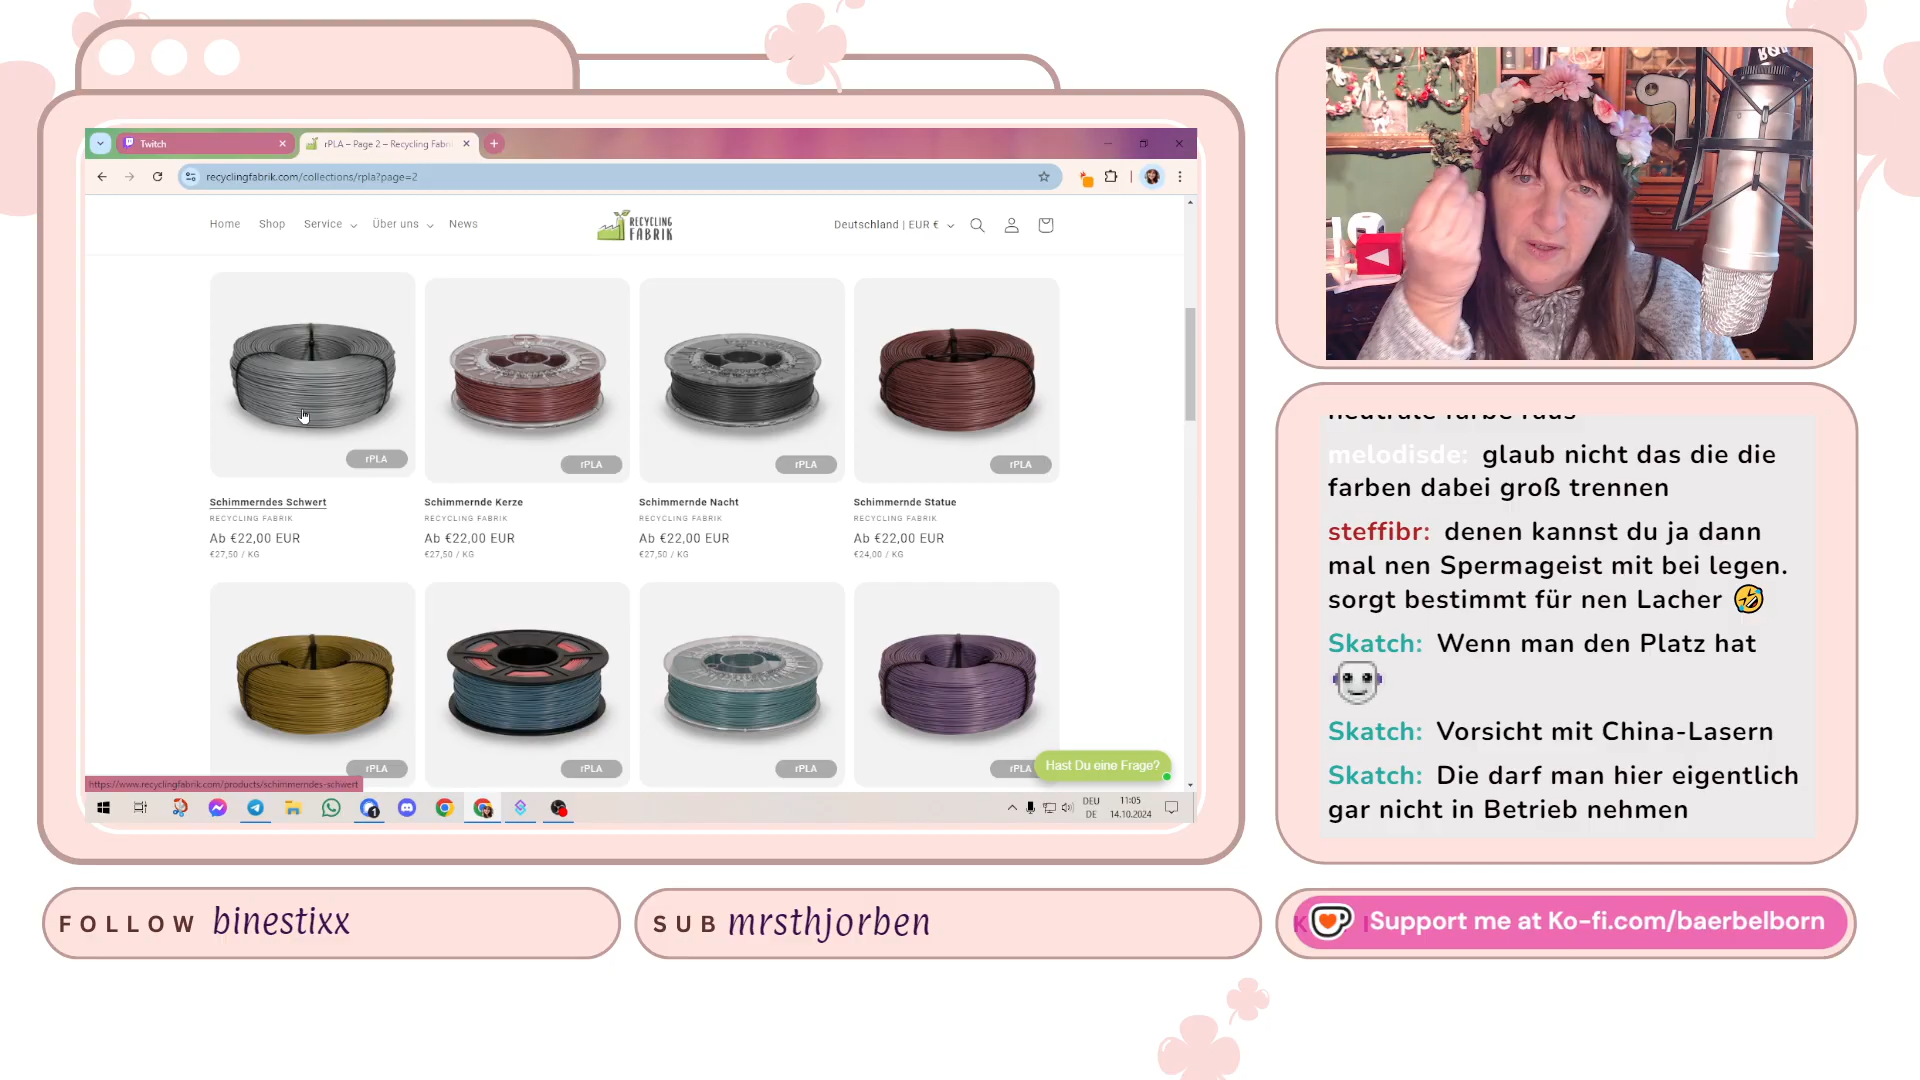 Twitch
rPLA – Page 2 – Recycling Fabri
recyclingfabrik.com/collections/rpla?page=2
Home Shop Service Über uns News
RECYCLING
FABRIK
Deutschland | EUR €
rPLA rPLA rPLA rPLA
Schimmerndes Schwert
RECYCLING FABRIK
Ab €22,00 EUR
€27,50 / KG
Schimmernde Kerze
RECYCLING FABRIK
Ab €22,00 EUR
€27,50 / KG
Schimmernde Nacht
RECYCLING FABRIK
Ab €22,00 EUR
€27,50 / KG
Schimmernde Statue
RECYCLING FABRIK
Ab €22,00 EUR
€24,00 / KG
rPLA rPLA rPLA rPLA
Hast Du eine Frage?
https://www.recyclingfabrik.com/products/schimmerndes-schwert
DEU
DE
11:05
14.10.2024
neutrale farbe raus
melodisde: glaub nicht das die die
farben dabei groß trennen
steffibr: denen kannst du ja dann
mal nen Spermageist mit bei legen.
sorgt bestimmt für nen Lacher 🤣
Skatch: Wenn man den Platz hat
Skatch: Vorsicht mit China-Lasern
Skatch: Die darf man hier eigentlich
gar nicht in Betrieb nehmen
FOLLOW binestixx
SUB mrsthjorben
Support me at Ko-fi.com/baerbelborn